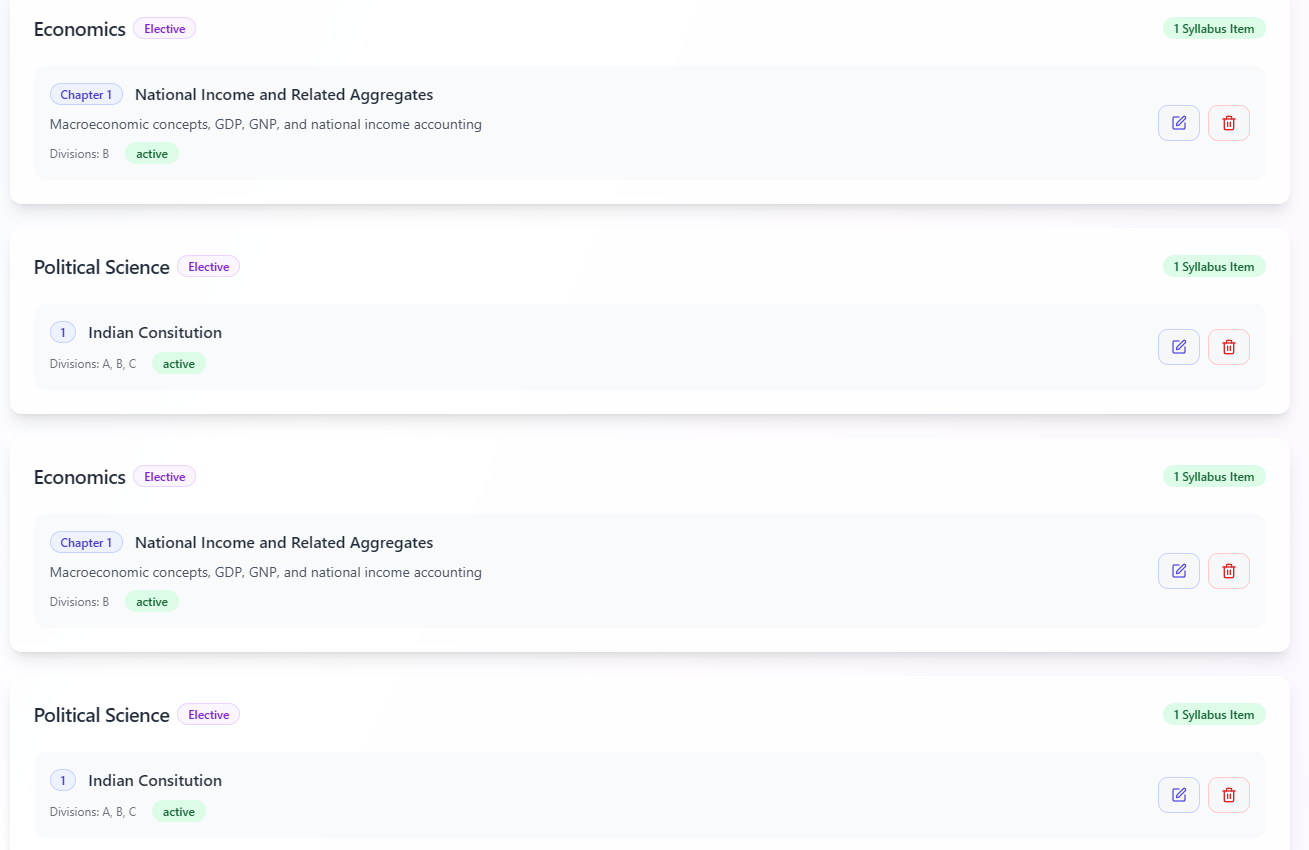 Economics Elective 1 Syllabus Item
Chapter 1 National Income and Related Aggregates
Macroeconomic concepts, GDP, GNP, and national income accounting
Divisions: B active
Political Science Elective 1 Syllabus Item
1 Indian Consitution
Divisions: A, B, C active
Economics Elective 1 Syllabus Item
Chapter 1 National Income and Related Aggregates
Macroeconomic concepts, GDP, GNP, and national income accounting
Divisions: B active
Political Science Elective 1 Syllabus Item
1 Indian Consitution
Divisions: A, B, C active